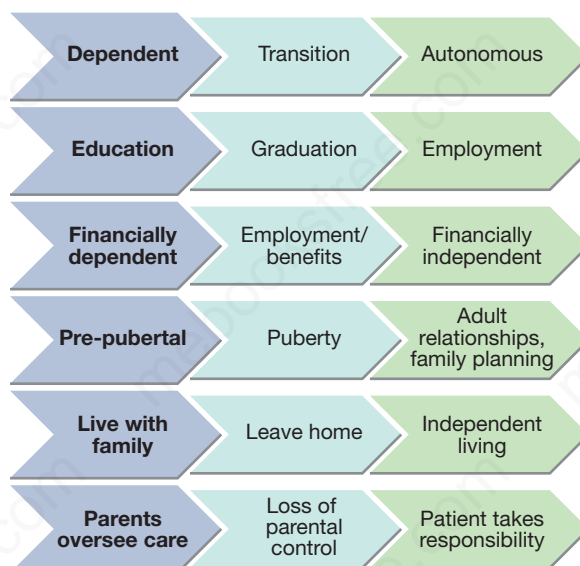 Dependent Transition Autonomous
Education Graduation Employment
Financially Employment/ Financially
dependent benefits independent
Pre-pubertal Puberty Adult
relationships,
family planning
Live with Leave home Independent
family living
Parents Loss of Patient takes
oversee care parental responsibility
control